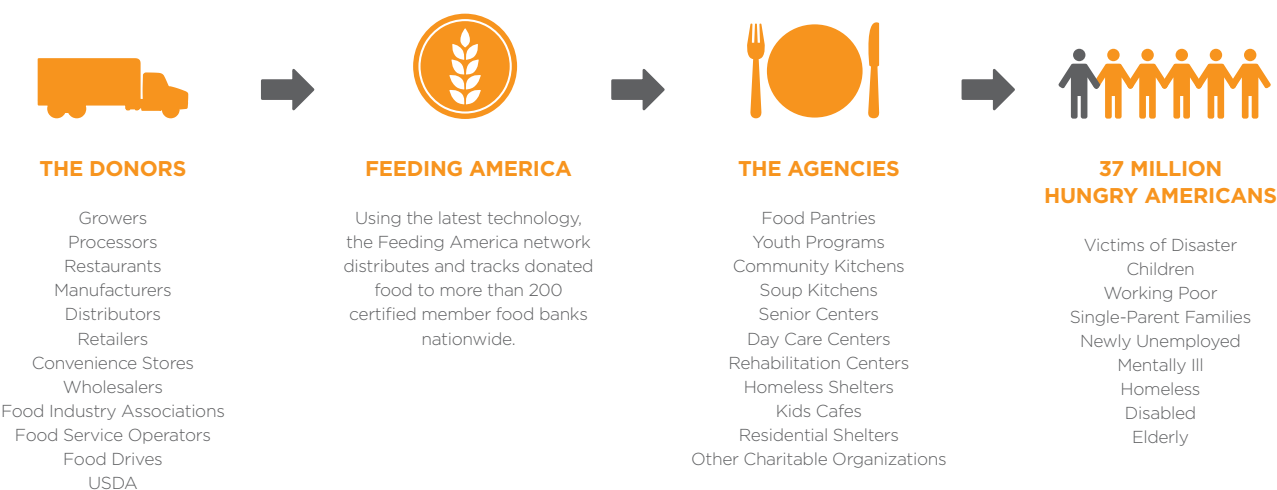 THE DONORS
Growers
Processors
Restaurants
Manufacturers
Distributors
Retailers
Convenience Stores
Wholesalers
Food Industry Associations
Food Service Operators
Food Drives
USDA
FEEDING AMERICA
Using the latest technology,
the Feeding America network
distributes and tracks donated
food to more than 200
certified member food banks
nationwide.
THE AGENCIES
Food Pantries
Youth Programs
Community Kitchens
Soup Kitchens
Senior Centers
Day Care Centers
Rehabilitation Centers
Homeless Shelters
Kids Cafes
Residential Shelters
Other Charitable Organizations
37 MILLION
HUNGRY AMERICANS
Victims of Disaster
Children
Working Poor
Single-Parent Families
Newly Unemployed
Mentally Ill
Homeless
Disabled
Elderly